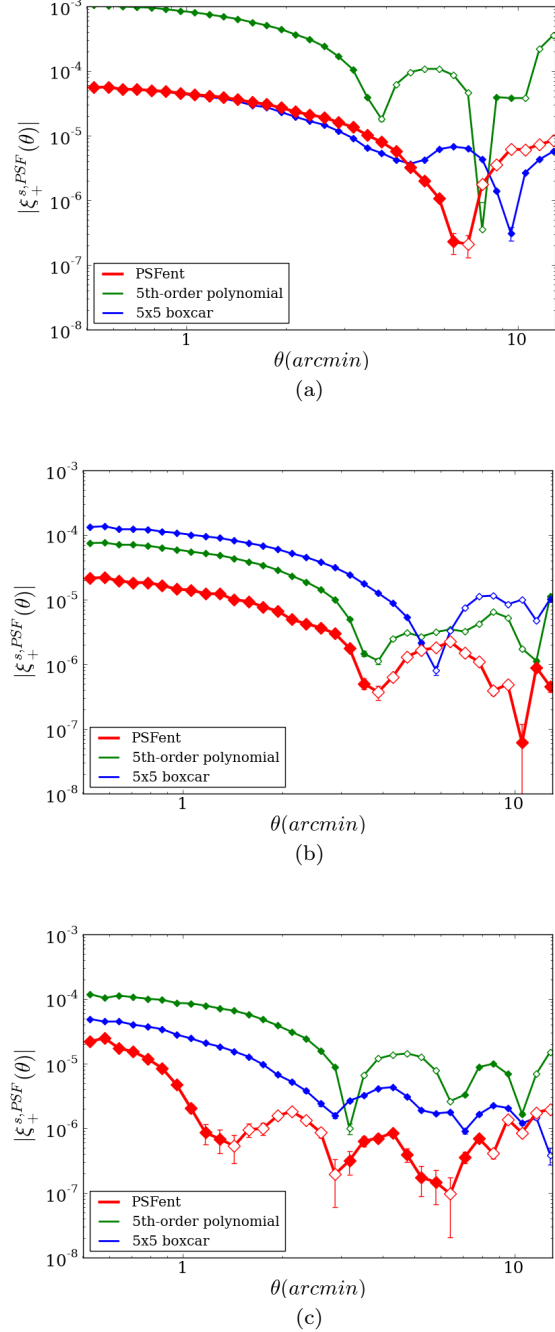 10^{-3}
10^{-4}
10^{-5}
10^{-6}
10^{-7}
10^{-8}
|ξ_+^{s,PSF}(θ)|
PSFent
5th-order polynomial
5x5 boxcar
1
10
θ(arcmin)
(a)
10^{-3}
10^{-4}
10^{-5}
10^{-6}
10^{-7}
10^{-8}
|ξ_+^{s,PSF}(θ)|
PSFent
5th-order polynomial
5x5 boxcar
1
10
θ(arcmin)
(b)
10^{-3}
10^{-4}
10^{-5}
10^{-6}
10^{-7}
10^{-8}
|ξ_+^{s,PSF}(θ)|
PSFent
5th-order polynomial
5x5 boxcar
1
10
θ(arcmin)
(c)